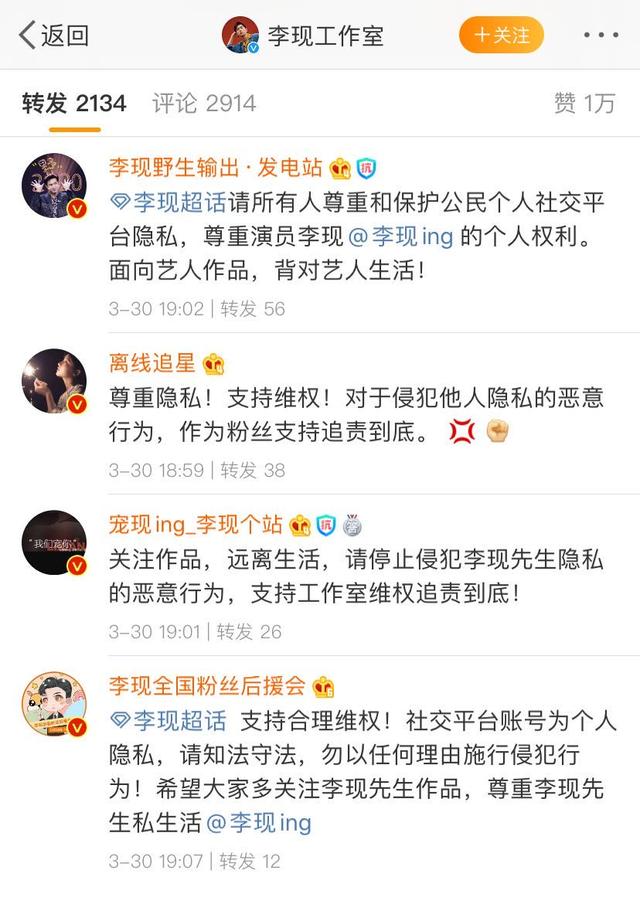 返回
李现工作室
+关注
转发 2134
评论 2914
赞 1万
李现野生输出·发电站
抗
李现超话请所有人尊重和保护公民个人社交平
台隐私，尊重演员李现@李现ing 的个人权利。
面向艺人作品，背对艺人生活！
3-30 19:02 | 转发 56
离线追星
尊重隐私！支持维权！对于侵犯他人隐私的恶意
行为，作为粉丝支持追责到底。
3-30 18:59 | 转发 38
"我们宠你"
宠现ing_李现个站
抗
答
关注作品，远离生活，请停止侵犯李现先生隐私
的恶意行为，支持工作室维权追责到底！
3-30 19:01 | 转发 26
李现全国粉丝后援会
李现超话 支持合理维权！社交平台账号为个人
隐私，请知法守法，勿以任何理由施行侵犯行
为！希望大家多关注李现先生作品，尊重李现先
生私生活@李现ing
3-30 19:07 | 转发 12